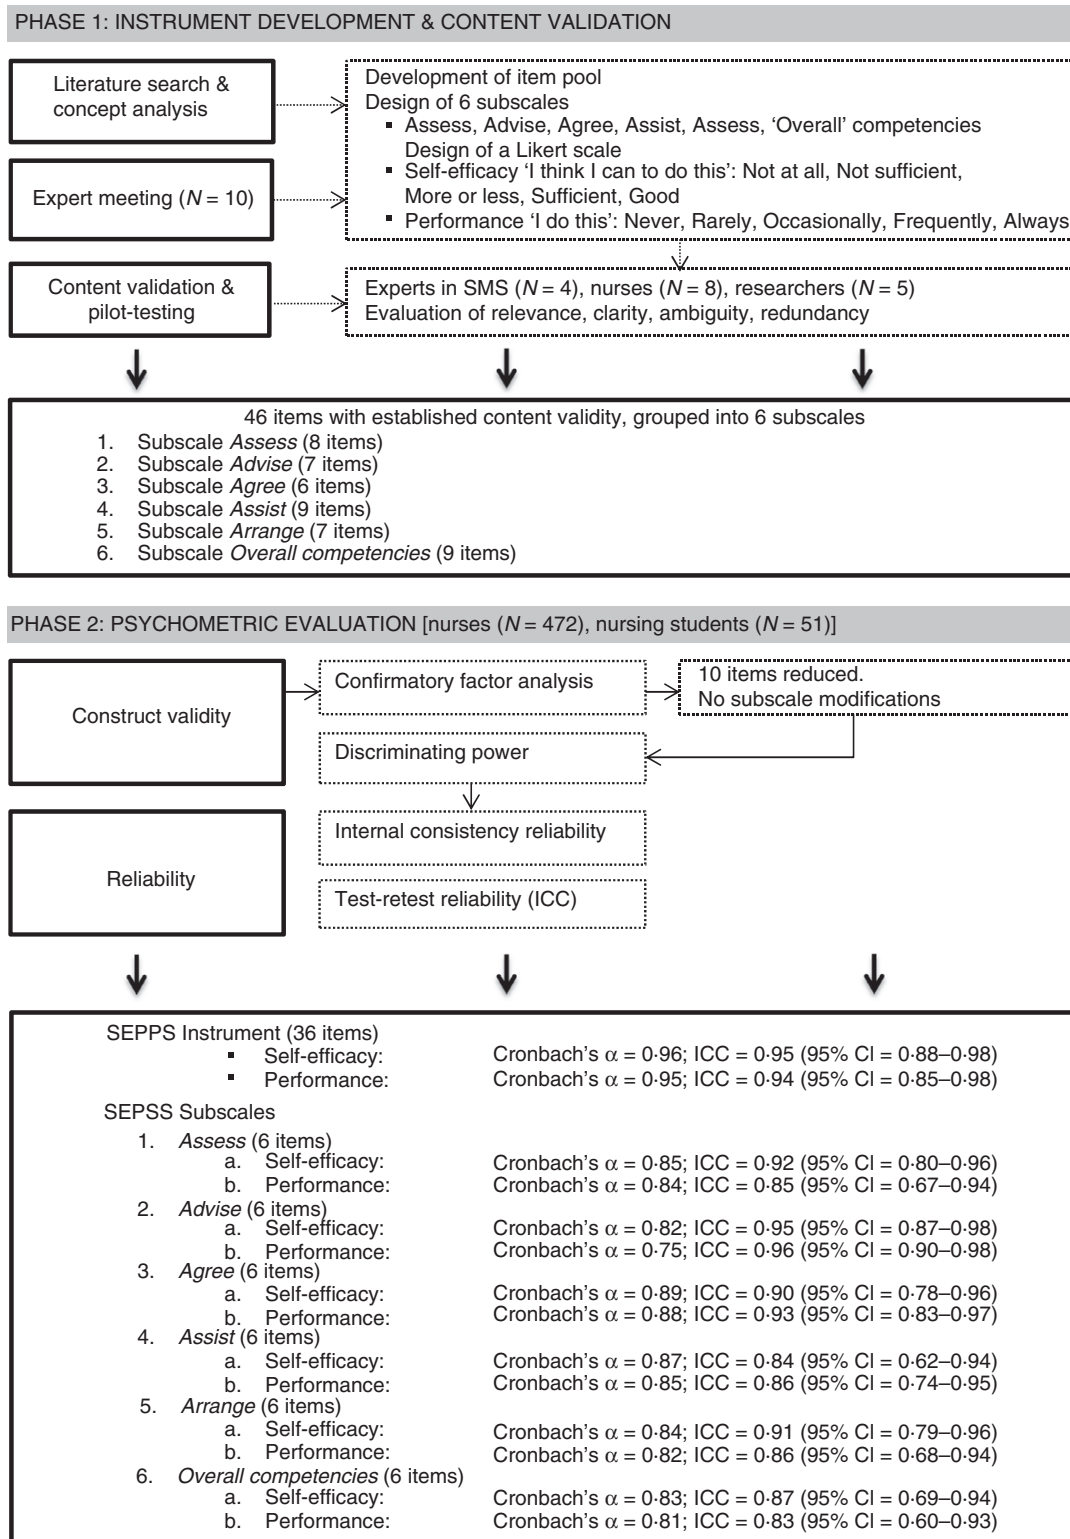 PHASE 1: INSTRUMENT DEVELOPMENT & CONTENT VALIDATION
Literature search &
concept analysis
Development of item pool
Design of 6 subscales
▪ Assess, Advise, Agree, Assist, Assess, ‘Overall’ competencies
Design of a Likert scale
▪ Self-efficacy ‘I think I can to do this’: Not at all, Not sufficient,
More or less, Sufficient, Good
▪ Performance ‘I do this’: Never, Rarely, Occasionally, Frequently, Always
Expert meeting (N = 10)
Content validation &
pilot-testing
Experts in SMS (N = 4), nurses (N = 8), researchers (N = 5)
Evaluation of relevance, clarity, ambiguity, redundancy
46 items with established content validity, grouped into 6 subscales
1. Subscale Assess (8 items)
2. Subscale Advise (7 items)
3. Subscale Agree (6 items)
4. Subscale Assist (9 items)
5. Subscale Arrange (7 items)
6. Subscale Overall competencies (9 items)
PHASE 2: PSYCHOMETRIC EVALUATION [nurses (N = 472), nursing students (N = 51)]
Construct validity
Confirmatory factor analysis
10 items reduced.
No subscale modifications
Discriminating power
Reliability
Internal consistency reliability
Test-retest reliability (ICC)
SEPPS Instrument (36 items)
▪ Self-efficacy: Cronbach's α = 0·96; ICC = 0·95 (95% CI = 0·88–0·98)
▪ Performance: Cronbach's α = 0·95; ICC = 0·94 (95% CI = 0·85–0·98)
SEPSS Subscales
1. Assess (6 items)
a. Self-efficacy: Cronbach's α = 0·85; ICC = 0·92 (95% CI = 0·80–0·96)
b. Performance: Cronbach's α = 0·84; ICC = 0·85 (95% CI = 0·67–0·94)
2. Advise (6 items)
a. Self-efficacy: Cronbach's α = 0·82; ICC = 0·95 (95% CI = 0·87–0·98)
b. Performance: Cronbach's α = 0·75; ICC = 0·96 (95% CI = 0·90–0·98)
3. Agree (6 items)
a. Self-efficacy: Cronbach's α = 0·89; ICC = 0·90 (95% CI = 0·78–0·96)
b. Performance: Cronbach's α = 0·88; ICC = 0·93 (95% CI = 0·83–0·97)
4. Assist (6 items)
a. Self-efficacy: Cronbach's α = 0·87; ICC = 0·84 (95% CI = 0·62–0·94)
b. Performance: Cronbach's α = 0·85; ICC = 0·86 (95% CI = 0·74–0·95)
5. Arrange (6 items)
a. Self-efficacy: Cronbach's α = 0·84; ICC = 0·91 (95% CI = 0·79–0·96)
b. Performance: Cronbach's α = 0·82; ICC = 0·86 (95% CI = 0·68–0·94)
6. Overall competencies (6 items)
a. Self-efficacy: Cronbach's α = 0·83; ICC = 0·87 (95% CI = 0·69–0·94)
b. Performance: Cronbach's α = 0·81; ICC = 0·83 (95% CI = 0·60–0·93)